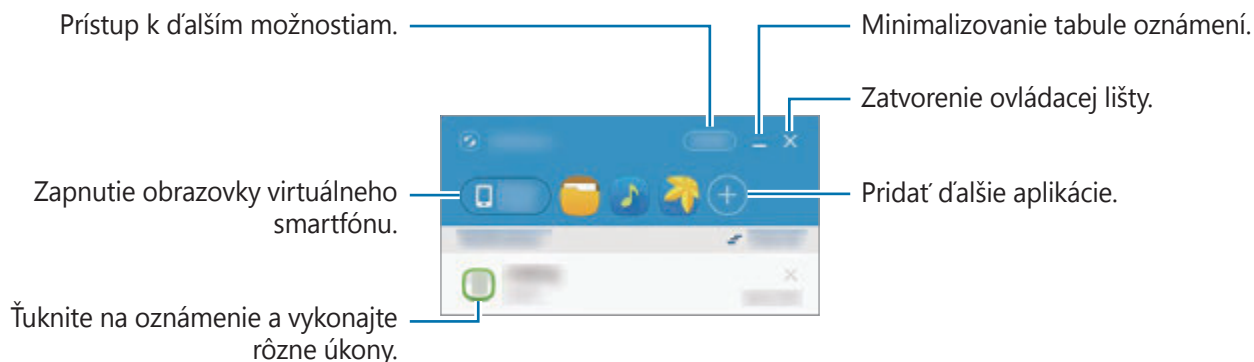 Prístup k ďalším možnostiam.
Minimalizovanie tabule oznámení.
Zatvorenie ovládacej lišty.
Zapnutie obrazovky virtuálneho
smartfónu.
Pridať ďalšie aplikácie.
Ťuknite na oznámenie a vykonajte
rôzne úkony.